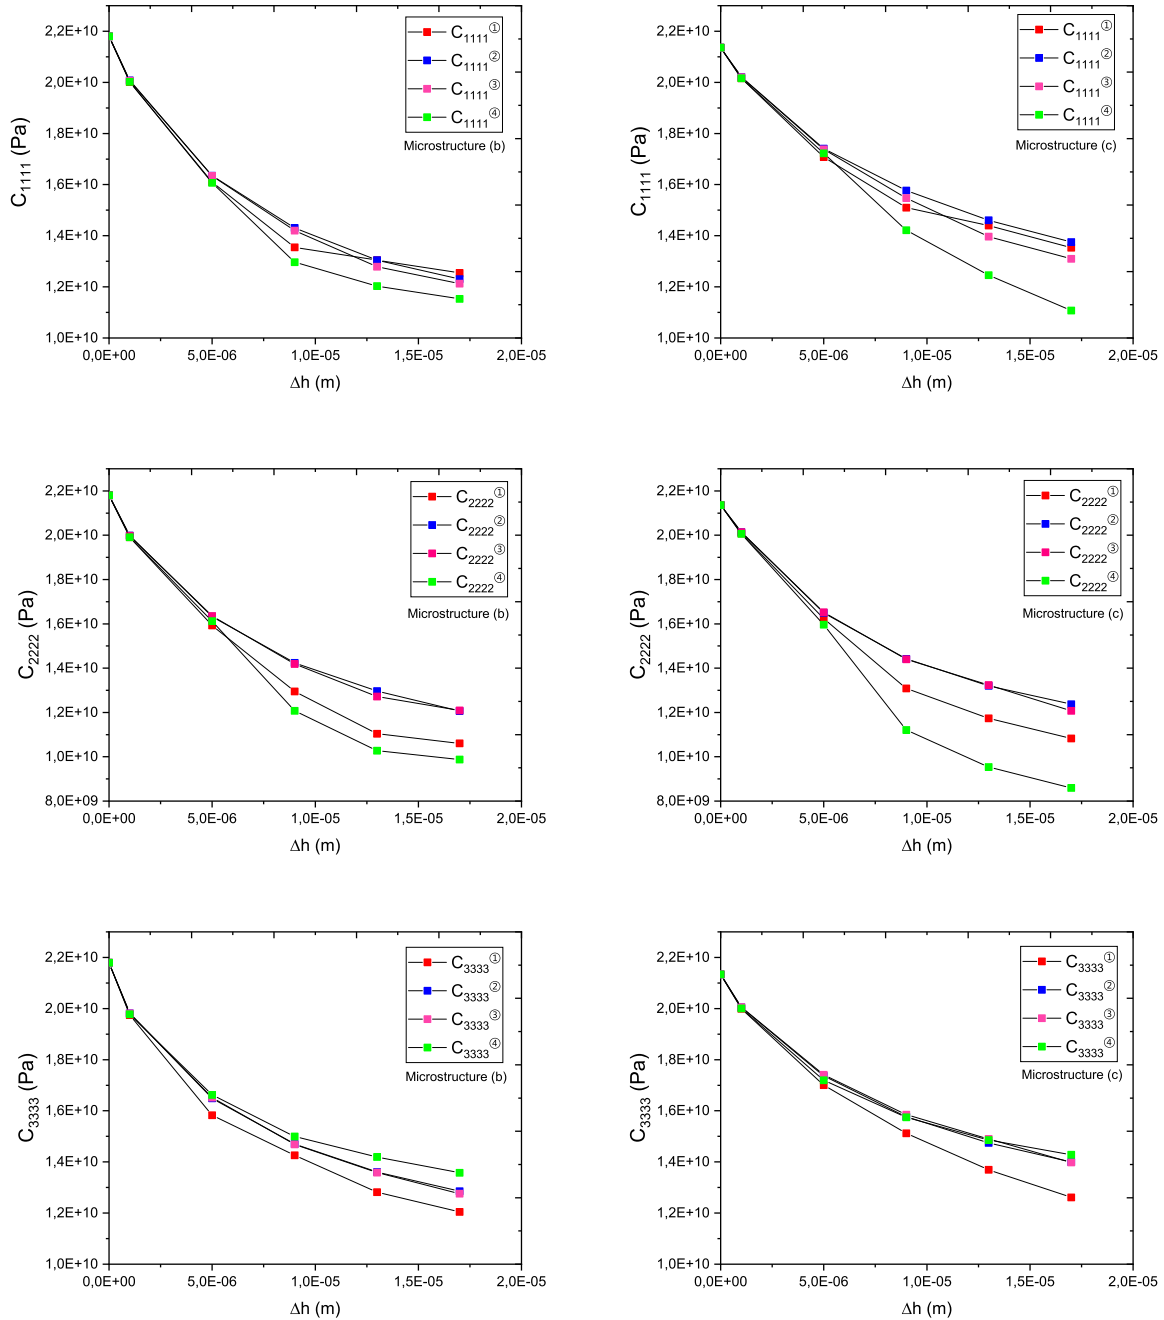 2,2E+10
2,0E+10
1,8E+10
1,6E+10
1,4E+10
1,2E+10
1,0E+10
0,0E+00 5,0E-06 1,0E-05 1,5E-05 2,0E-05
C1111 (Pa)
Δh (m)
C1111①
C1111②
C1111③
C1111④
Microstructure (b)
2,2E+10
2,0E+10
1,8E+10
1,6E+10
1,4E+10
1,2E+10
1,0E+10
0,0E+00 5,0E-06 1,0E-05 1,5E-05 2,0E-05
C1111 (Pa)
Δh (m)
C1111①
C1111②
C1111③
C1111④
Microstructure (c)
2,2E+10
2,0E+10
1,8E+10
1,6E+10
1,4E+10
1,2E+10
1,0E+10
8,0E+09
0,0E+00 5,0E-06 1,0E-05 1,5E-05 2,0E-05
C2222 (Pa)
Δh (m)
C2222①
C2222②
C2222③
C2222④
Microstructure (b)
2,2E+10
2,0E+10
1,8E+10
1,6E+10
1,4E+10
1,2E+10
1,0E+10
8,0E+09
0,0E+00 5,0E-06 1,0E-05 1,5E-05 2,0E-05
C2222 (Pa)
Δh (m)
C2222①
C2222②
C2222③
C2222④
Microstructure (c)
2,2E+10
2,0E+10
1,8E+10
1,6E+10
1,4E+10
1,2E+10
1,0E+10
0,0E+00 5,0E-06 1,0E-05 1,5E-05 2,0E-05
C3333 (Pa)
Δh (m)
C3333①
C3333②
C3333③
C3333④
Microstructure (b)
2,2E+10
2,0E+10
1,8E+10
1,6E+10
1,4E+10
1,2E+10
1,0E+10
0,0E+00 5,0E-06 1,0E-05 1,5E-05 2,0E-05
C3333 (Pa)
Δh (m)
C3333①
C3333②
C3333③
C3333④
Microstructure (c)